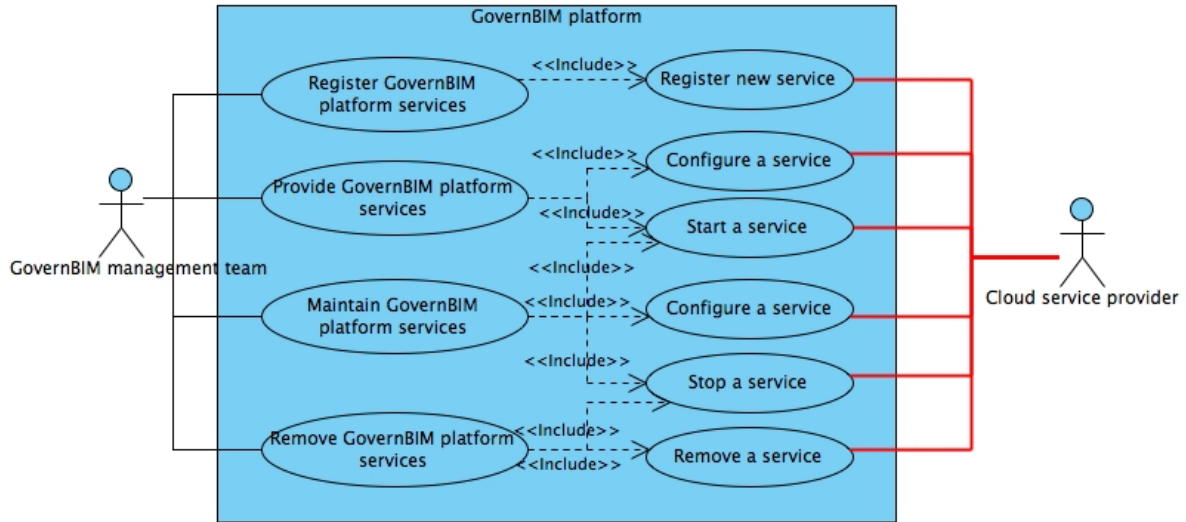 GovernBIM platform
<<Include>>
Register GovernBIM
platform services
Register new service
<<Include>>
Configure a service
Provide GovernBIM platform
services
<<Include>>
Start a service
GovernBIM management team
<<Include>>
Cloud service provider
Maintain GovernBIM
platform services
<<Include>>
Configure a service
<<Include>>
Stop a service
Remove GovernBIM platform
services
<<Include>>
<<Include>>
Remove a service